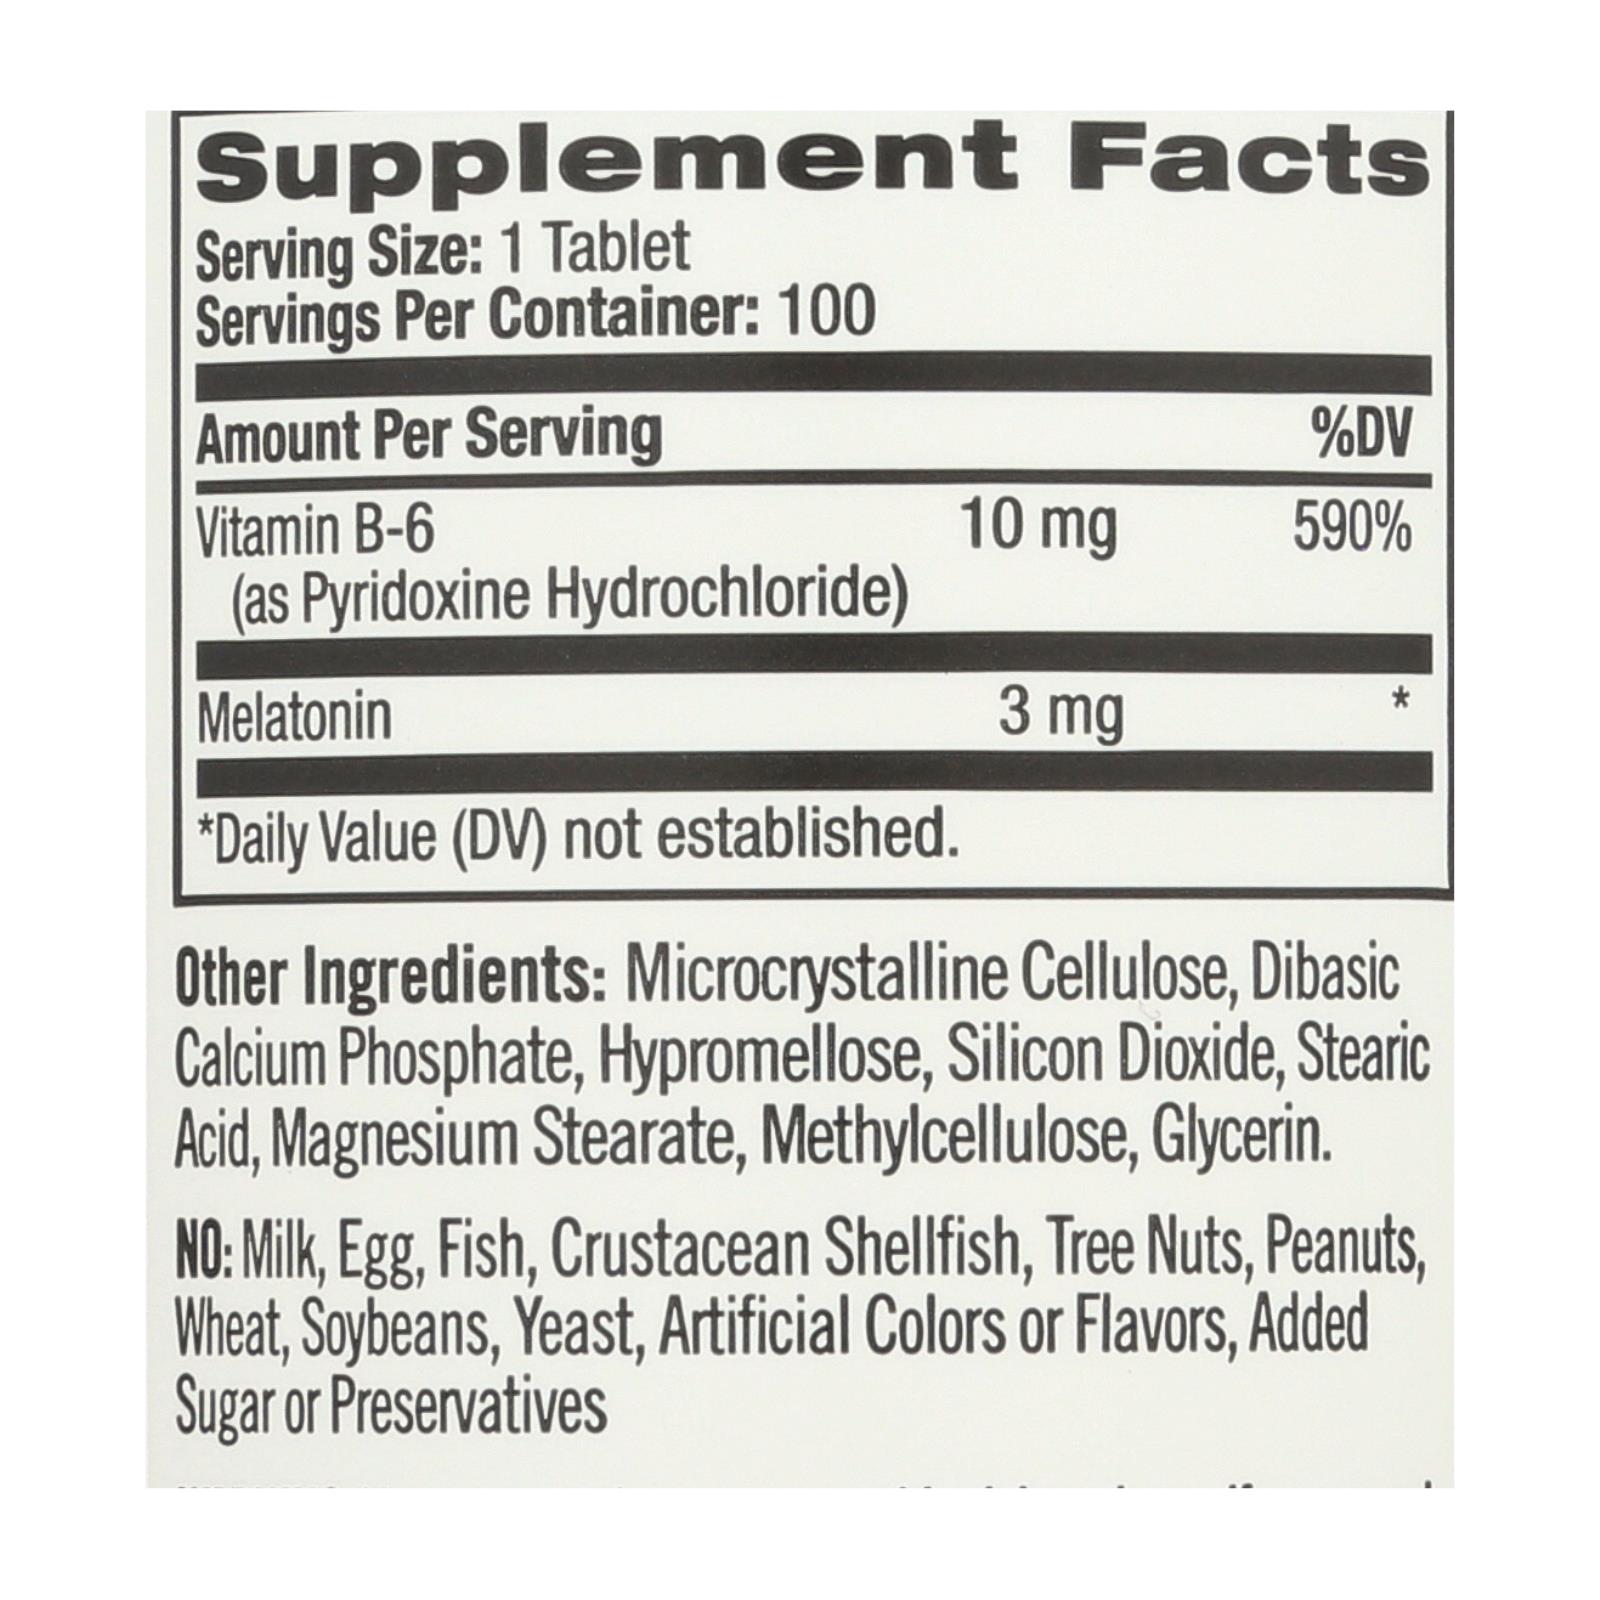 Supplement Facts
Serving Size: 1 Tablet
Servings Per Container: 100
Amount Per Serving %DV
Vitamin B-6 10 mg 590%
(as Pyridoxine Hydrochloride)
Melatonin 3 mg *
*Daily Value (DV) not established.
Other Ingredients: Microcrystalline Cellulose, Dibasic
Calcium Phosphate, Hypromellose, Silicon Dioxide, Stearic
Acid, Magnesium Stearate, Methylcellulose, Glycerin.
NO: Milk, Egg, Fish, Crustacean Shellfish, Tree Nuts, Peanuts,
Wheat, Soybeans, Yeast, Artificial Colors or Flavors, Added
Sugar or Preservatives